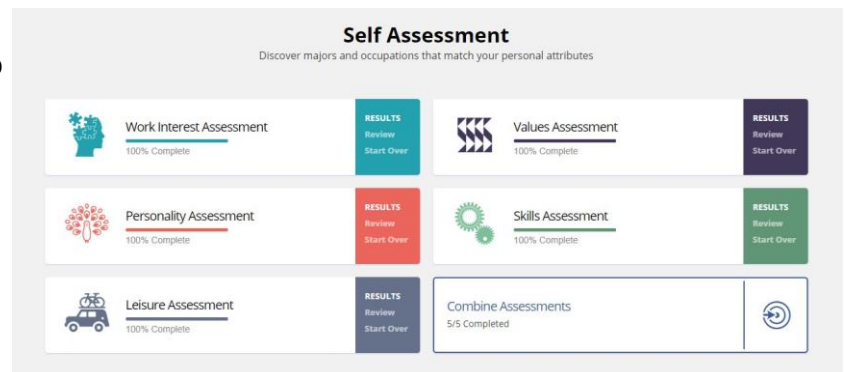 Self Assessment
Discover majors and occupations that match your personal attributes
Work Interest Assessment
100% Complete
RESULTS
Review
Start Over
Values Assessment
100% Complete
RESULTS
Review
Start Over
Personality Assessment
100% Complete
RESULTS
Review
Start Over
Skills Assessment
100% Complete
RESULTS
Review
Start Over
Leisure Assessment
100% Complete
RESULTS
Review
Start Over
Combine Assessments
5/5 Completed